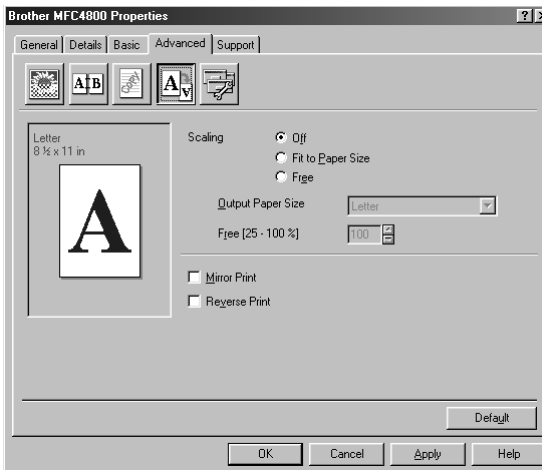 Brother MFC4800 Properties
General Details Basic Advanced Support
A B Copy A A
Letter
8 ½ x 11 in
A
Scaling
Off
Fit to Paper Size
Free
Output Paper Size Letter
Free [25 - 100 %] 100
Mirror Print
Reverse Print
Default
OK Cancel Apply Help